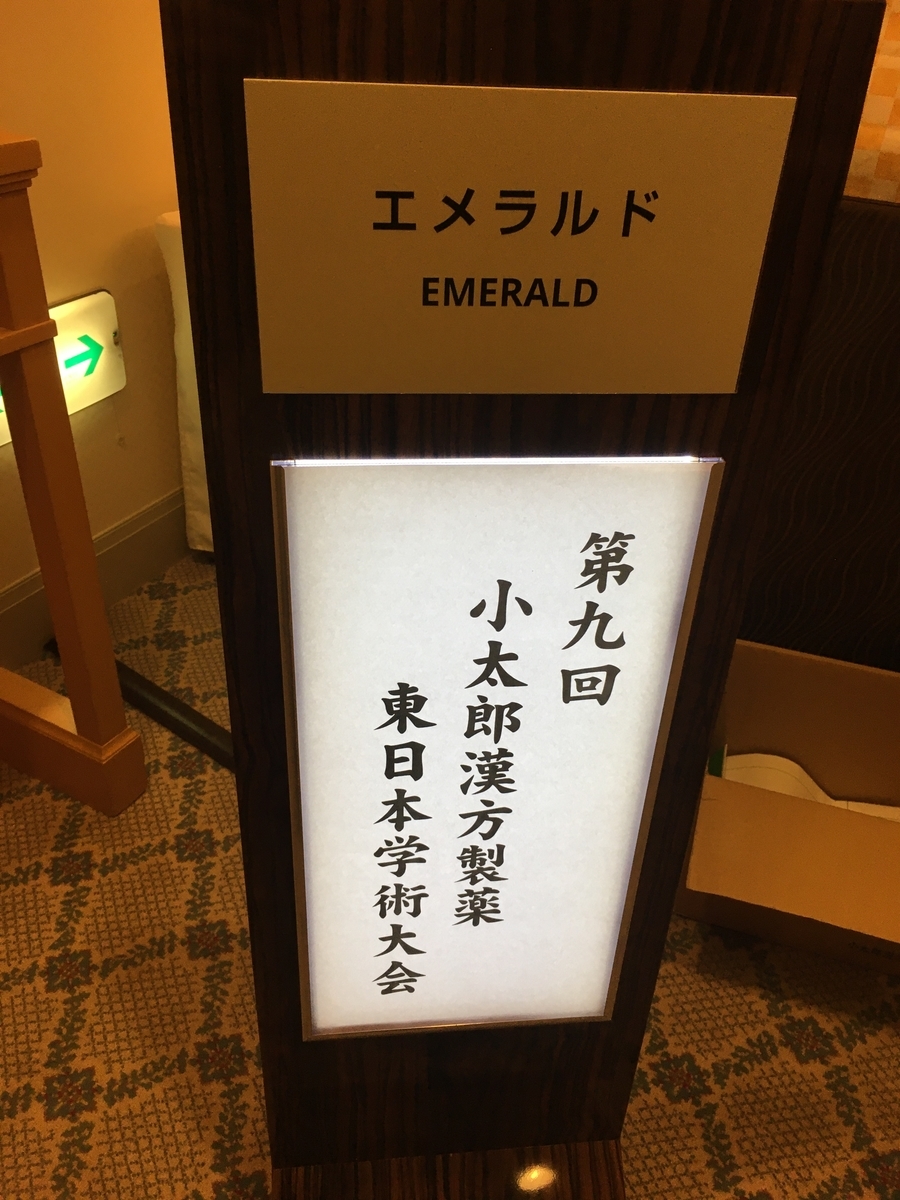 エメラルド
EMERALD
第九回
小太郎漢方製薬
東日本学術大会